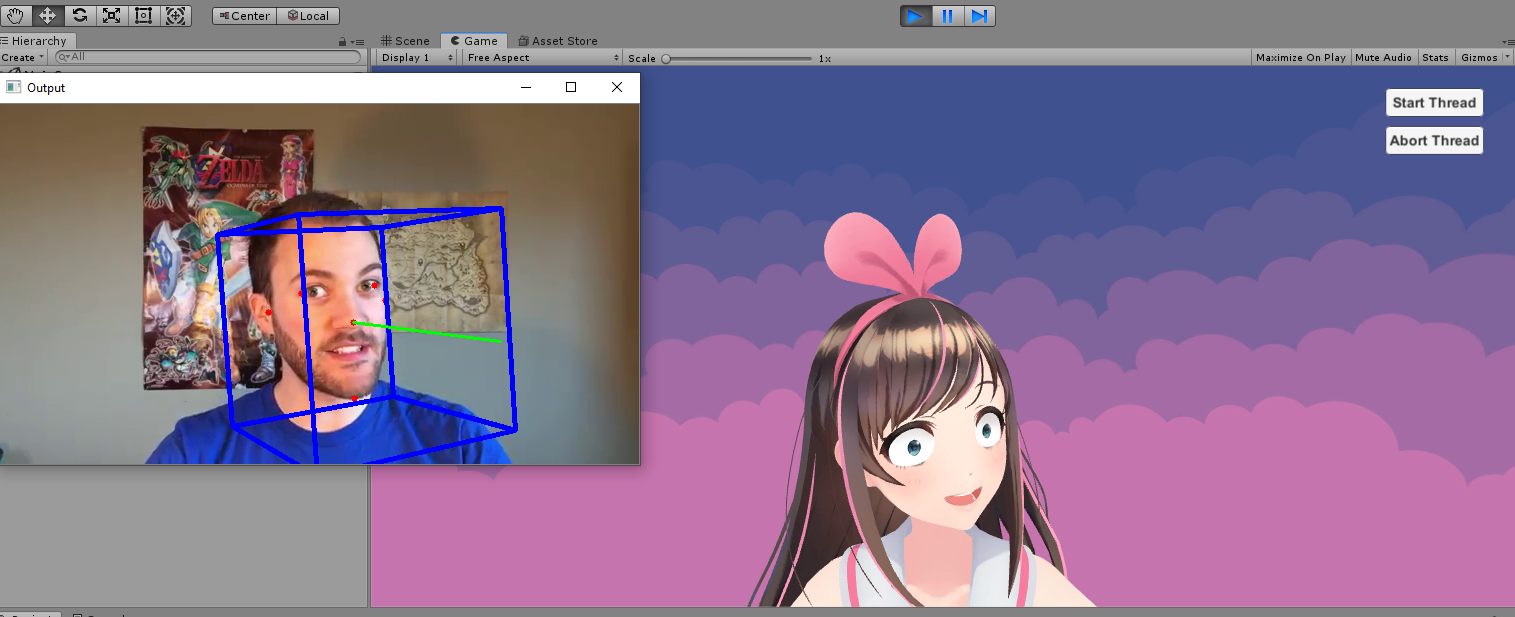 Center Local
Hierarchy
Scene Game Asset Store
Create All
Display 1 Free Aspect Scale 1x Maximize On Play Mute Audio Stats Gizmos
Output
Start Thread
Abort Thread
ZELDA